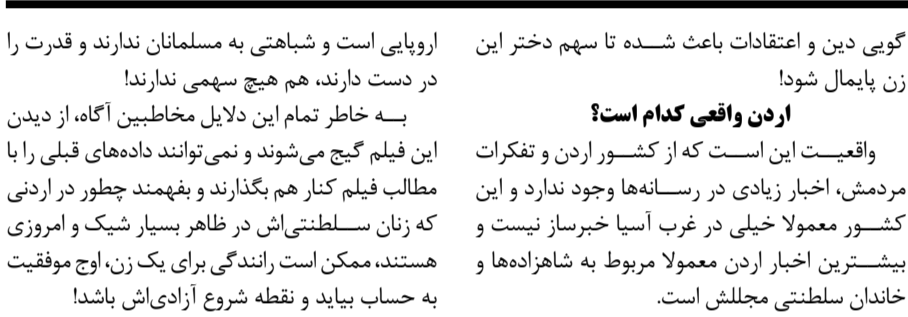 گویی دین و اعتقادات باعث شده تا سهم دختر این
زن پایمال شود!
اردن واقعی کدام است؟
واقعیت این است که از کشور اردن و تفکرات
مردمش، اخبار زیادی در رسانه‌ها وجود ندارد و این
کشور معمولا خیلی در غرب آسیا خبرساز نیست و
بیشترین اخبار اردن معمولا مربوط به شاهزاده‌ها و
خاندان سلطنتی مجللش است.
اروپایی است و شباهتی به مسلمانان ندارند و قدرت را
در دست دارند، هم هیچ سهمی ندارند!
به خاطر تمام این دلایل مخاطبین آگاه، از دیدن
این فیلم گیج می‌شوند و نمی‌توانند داده‌های قبلی را با
مطالب فیلم کنار هم بگذارند و بفهمند چطور در اردنی
که زنان سلطنتی‌اش در ظاهر بسیار شیک و امروزی
هستند، ممکن است رانندگی برای یک زن، اوج موفقیت
به حساب بیاید و نقطه شروع آزادی‌اش باشد!